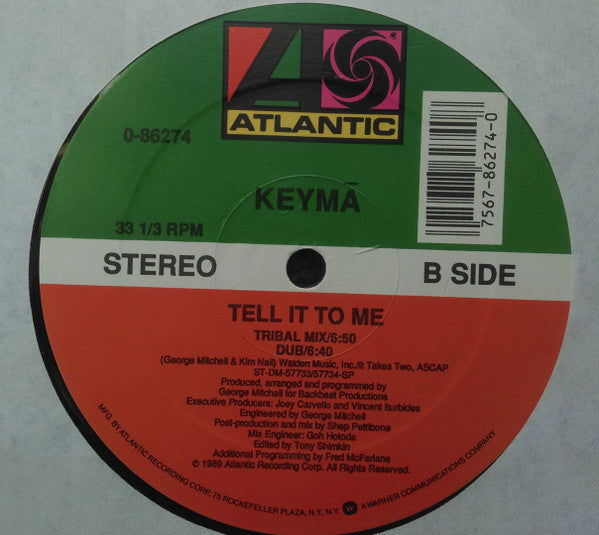 ATLANTIC
0-86274
KEYMĀ
7567-86274-0
33 1/3 RPM
STEREO
B SIDE
TELL IT TO ME
TRIBAL MIX/6:50
DUB/6:40
(George Mitchell & Kim Nail) Walden Music, Inc./It Takes Two, ASCAP
ST-DM-57733/57734-SP
Produced, arranged and programmed by
George Mitchell for Backbeat Productions
Executive Producers: Joey Carvello and Vincent Iturbides
Engineered by George Mitchell
Post-production and mix by Shep Pettibone
Mix Engineer: Goh Hotoda
Edited by Tony Shimkin
Additional Programming by Fred McFarlane
© 1989 Atlantic Recording Corp. All Rights Reserved.
MFG. BY ATLANTIC RECORDING CORP. 75 ROCKEFELLER PLAZA, N.Y., N.Y. A WARNER COMMUNICATIONS COMPANY